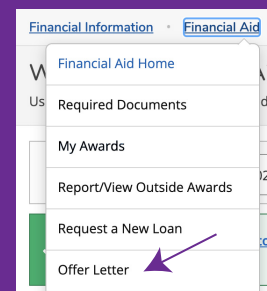 Financial Information • Financial Aid
Financial Aid Home
Required Documents
My Awards
Report/View Outside Awards
Request a New Loan
Offer Letter